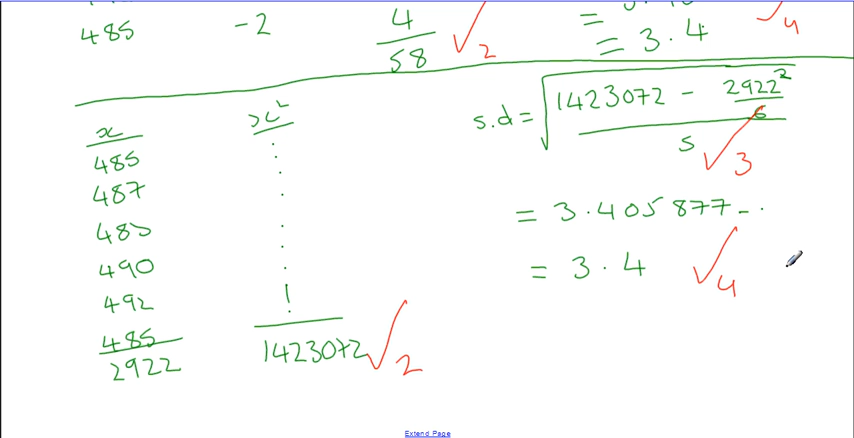 485 -2 4/58 √2
= 3.4 √4
x x²
485
487
483
490
492
485
2922 1423072 √2
s.d = √((1423072 - 2922²/6)/5) √3
= 3.405877-..
= 3.4 √4
Extend Page